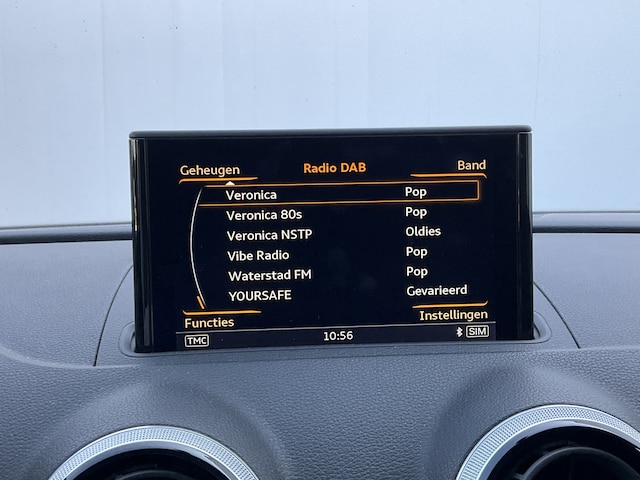 Geheugen Radio DAB Band
Veronica Pop
Veronica 80s Pop
Veronica NSTP Oldies
Vibe Radio Pop
Waterstad FM Pop
YOURSAFE Gevarieerd
Functies Instellingen
TMC 10:56 SIM